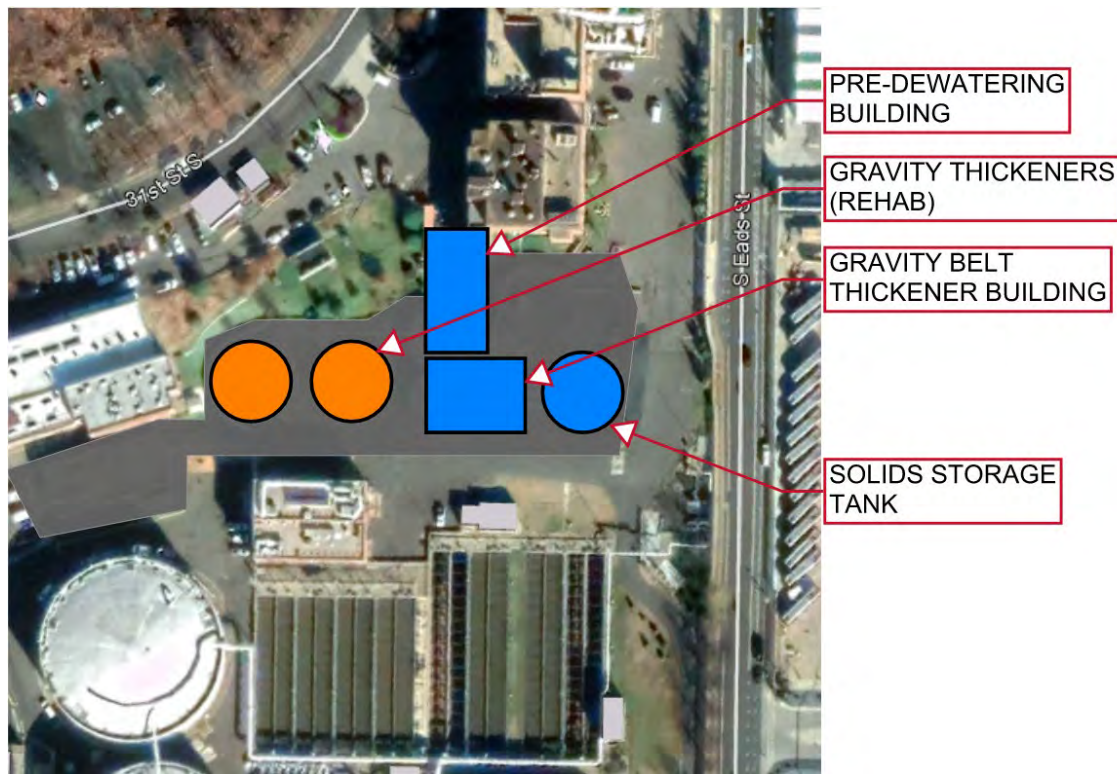 PRE-DEWATERING
BUILDING
31st St S
GRAVITY THICKENERS
(REHAB)
S Eads St
GRAVITY BELT
THICKENER BUILDING
SOLIDS STORAGE
TANK